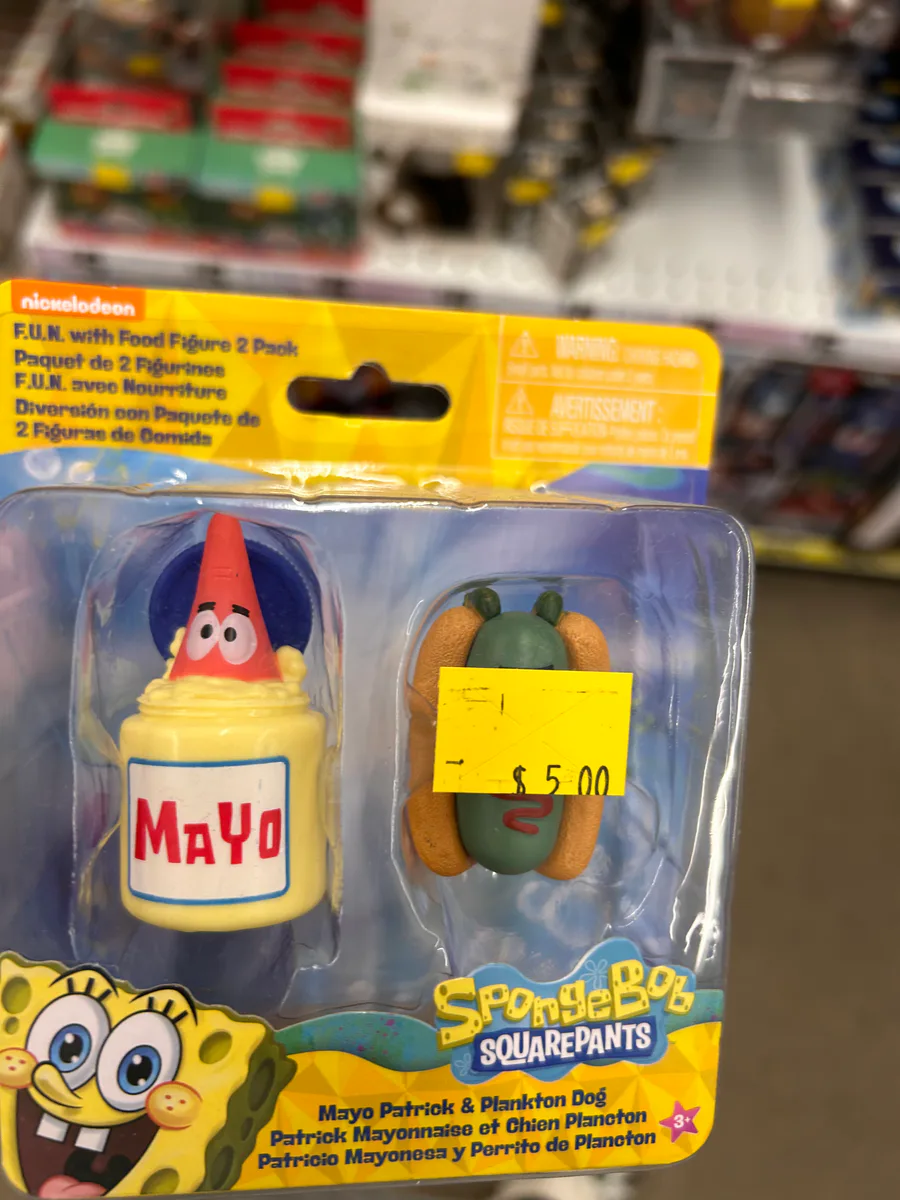 nickelodeon
F.U.N. with Food Figure 2 Pack
Paquet de 2 Figurines
F.U.N. avec Nourriture
Diversión con Paquete de
2 Figuras de Comida
WARNING:
AVERTISSEMENT:
MAYO
$ 5.00
SPONGEBOB
SQUAREPANTS
Mayo Patrick & Plankton Dog
Patrick Mayonnaise et Chien Plancton
Patricio Mayonesa y Perrito de Plancton
3+